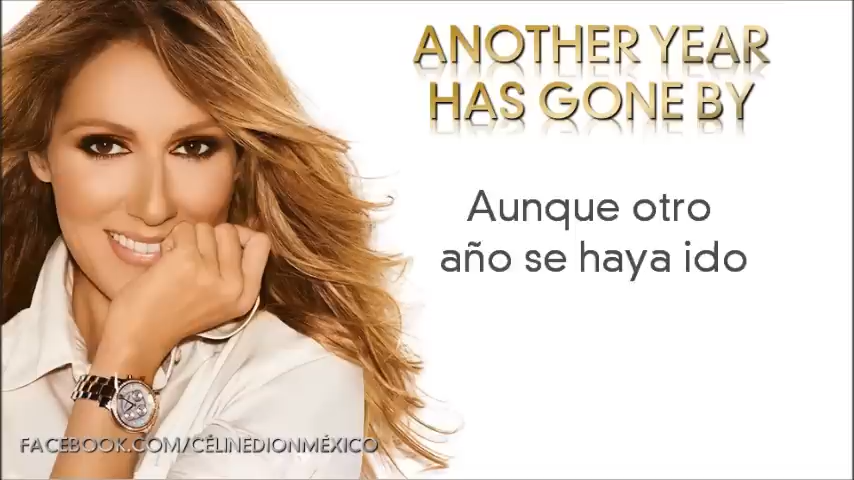 ANOTHER YEAR
HAS GONE BY
Aunque otro
año se haya ido
FACEBOOK.COM/CÉLINEDIONMÉXICO